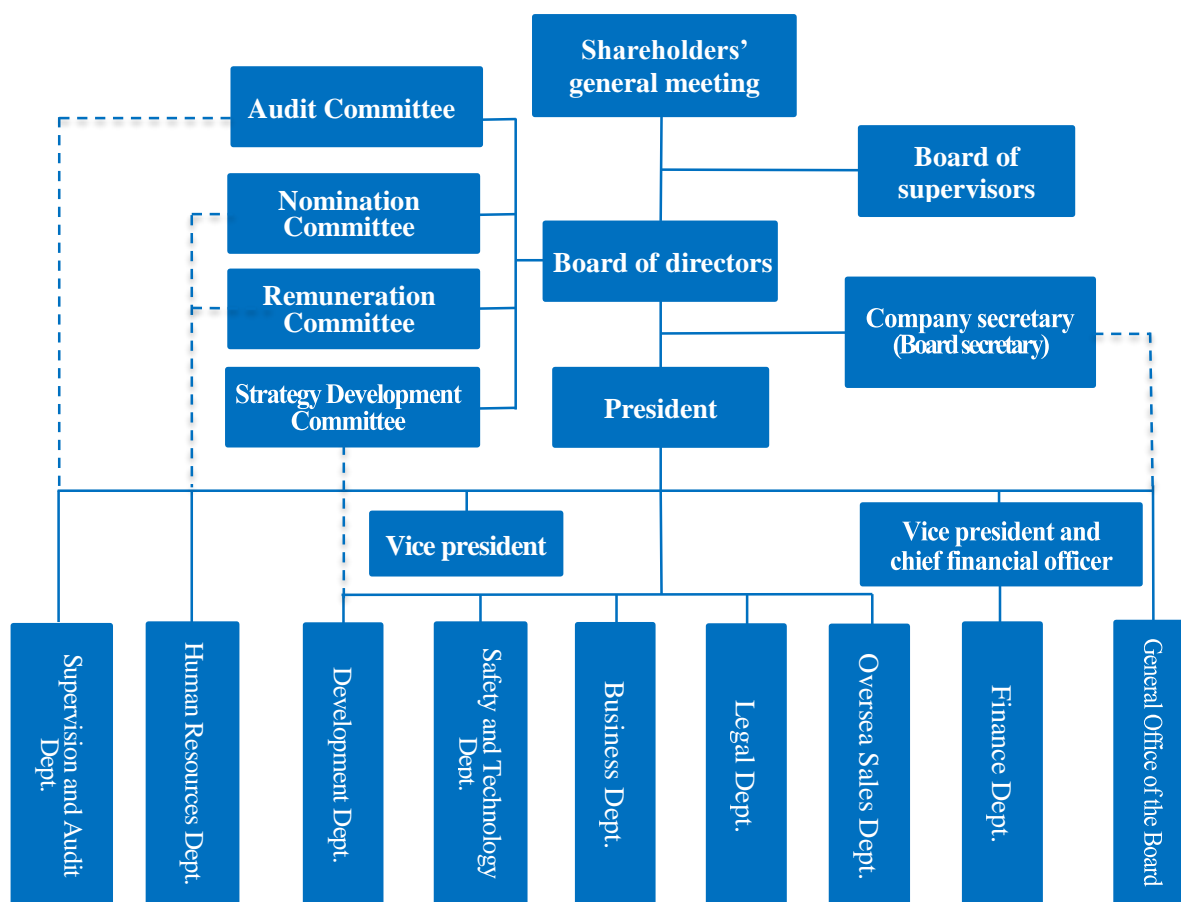 Shareholders'
general meeting
Audit Committee
Board of
supervisors
Nomination
Committee
Board of directors
Remuneration
Committee
Company secretary
(Board secretary)
Strategy Development
Committee
President
Vice president
Vice president and
chief financial officer
Supervision and Audit
Dept.
Human Resources Dept.
Development Dept.
Safety and Technology
Dept.
Business Dept.
Legal Dept.
Oversea Sales Dept.
Finance Dept.
General Office of the Board